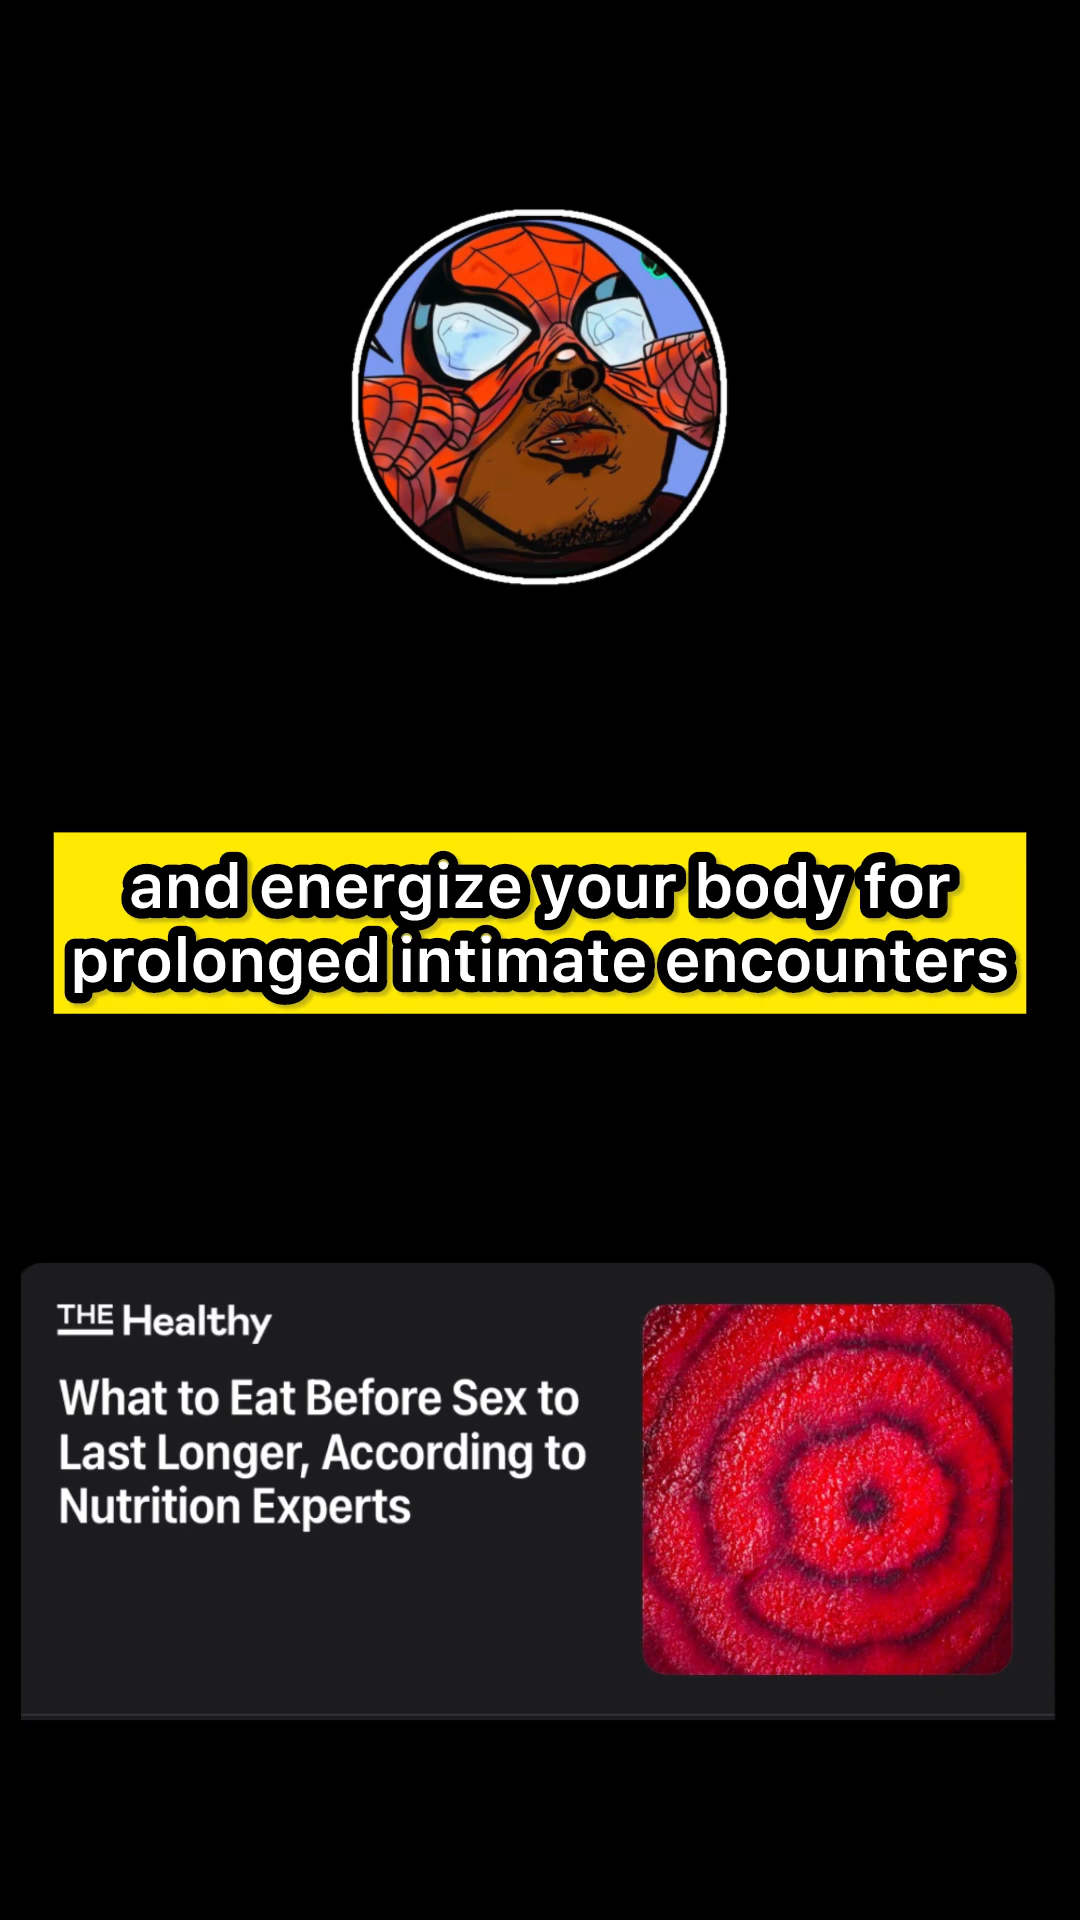 and energize your body for
prolonged intimate encounters
THE Healthy
What to Eat Before Sex to
Last Longer, According to
Nutrition Experts